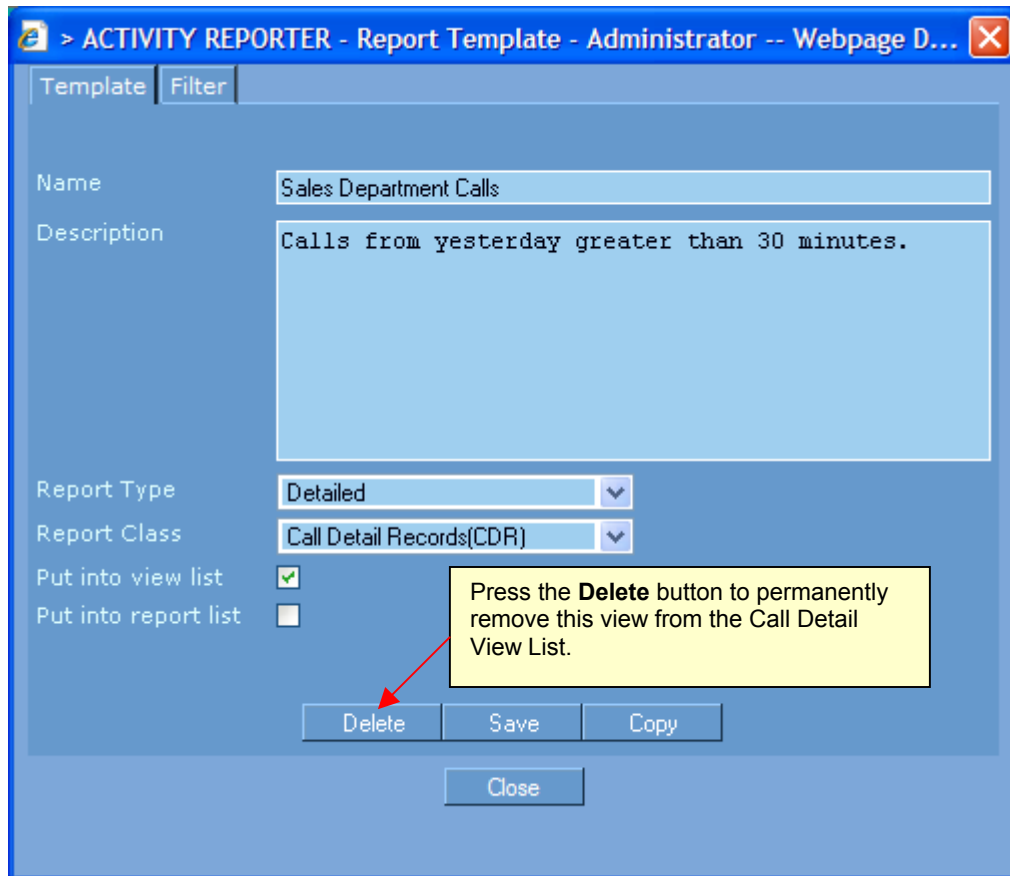 > ACTIVITY REPORTER - Report Template - Administrator -- Webpage D...
Template Filter
Name Sales Department Calls
Description Calls from yesterday greater than 30 minutes.
Report Type Detailed
Report Class Call Detail Records(CDR)
Put into view list
Put into report list
Press the Delete button to permanently
remove this view from the Call Detail
View List.
Delete Save Copy
Close